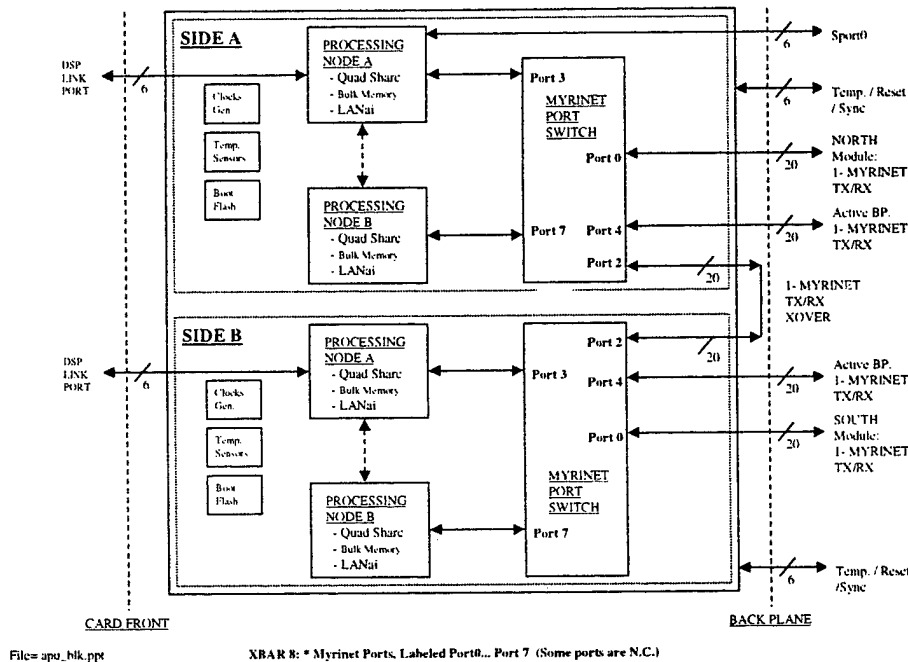 SIDE A
PROCESSING
NODE A
- Quad Sharc
- Bulk Memory
- LANai
DSP
LINK
PORT
6
Clocks
Gen.
Temp.
Sensors
Boot
Flash
PROCESSING
NODE B
- Quad Sharc
- Bulk Memory
- LANai
Port 3
MYRINET
PORT
SWITCH
Port 0
Port 7
Port 4
Port 2
6
Sport0
6
Temp. / Reset
/ Sync
20
NORTH
Module:
1- MYRINET
TX/RX
20
Active BP.
1- MYRINET
TX/RX
20
1- MYRINET
TX/RX
XOVER
SIDE B
PROCESSING
NODE A
- Quad Sharc
- Bulk Memory
- LANai
DSP
LINK
PORT
6
Clocks
Gen.
Temp.
Sensors
Boot
Flash
PROCESSING
NODE B
- Quad Sharc
- Bulk Memory
- LANai
Port 2
Port 3
Port 4
Port 0
MYRINET
PORT
SWITCH
Port 7
20
20
Active BP.
1- MYRINET
TX/RX
20
SOUTH
Module:
1- MYRINET
TX/RX
6
Temp. / Reset
/Sync
CARD FRONT
BACK PLANE
File= apu_blk.ppt
XBAR 8: * Myrinet Ports, Labeled Port0... Port 7 (Some ports are N.C.)